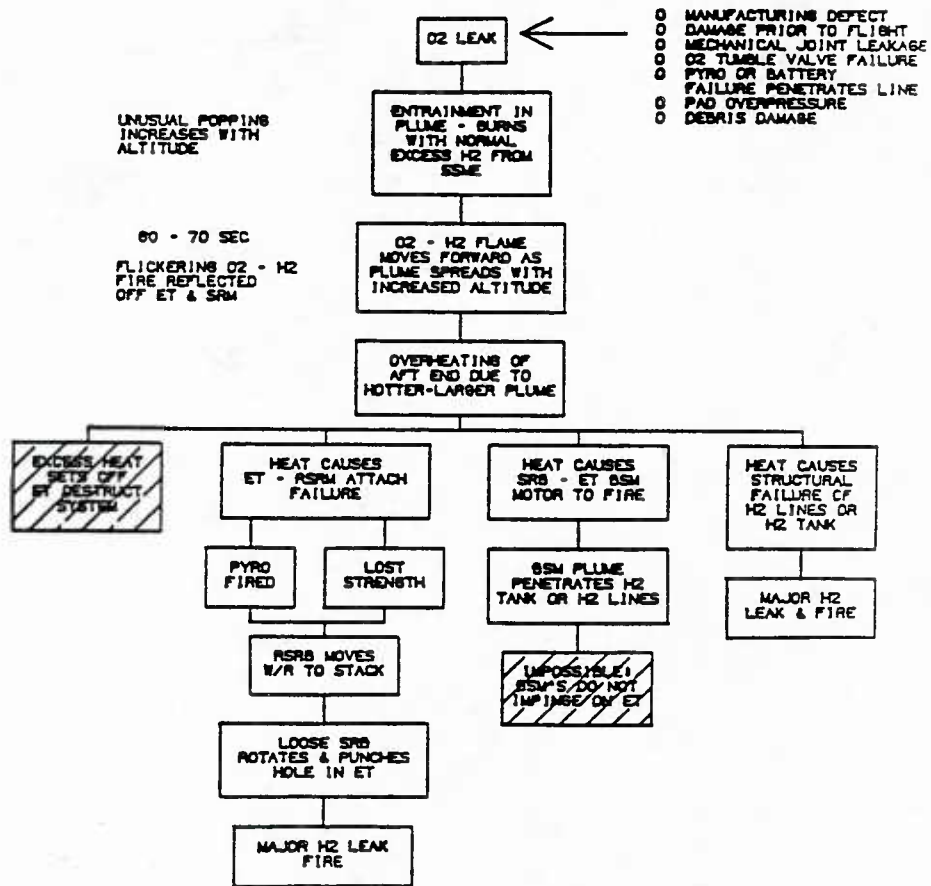 O2 LEAK
O MANUFACTURING DEFECT
O DAMAGE PRIOR TO FLIGHT
O MECHANICAL JOINT LEAKAGE
O O2 TUMBLE VALVE FAILURE
O PYRO OR BATTERY
FAILURE PENETRATES LINE
O PAD OVERPRESSURE
O DEBRIS DAMAGE
UNUSUAL POPPING
INCREASES WITH
ALTITUDE
ENTRAINMENT IN
PLUME - BURNS
WITH NORMAL
EXCESS H2 FROM
SSME
60 - 70 SEC
FLICKERING O2 - H2
FIRE REFLECTED
OFF ET & SRM
O2 - H2 FLAME
MOVES FORWARD AS
PLUME SPREADS WITH
INCREASED ALTITUDE
OVERHEATING OF
AFT END DUE TO
HOTTER-LARGER PLUME
EXCESS HEAT
SETS OFF
ET DESTRUCT
SYSTEM
HEAT CAUSES
ET - RSRM ATTACH
FAILURE
HEAT CAUSES
SRB - ET BSM
MOTOR TO FIRE
HEAT CAUSES
STRUCTURAL
FAILURE OF
H2 LINES OR
H2 TANK
PYRO
FIRED
LOST
STRENGTH
BSM PLUME
PENETRATES H2
TANK OR H2 LINES
MAJOR H2
LEAK & FIRE
RSRB MOVES
W/R TO STACK
IMPOSSIBLE:
BSM'S DO NOT
IMPINGE ON ET
LOOSE SRB
ROTATES & PUNCHES
HOLE IN ET
MAJOR H2 LEAK
FIRE